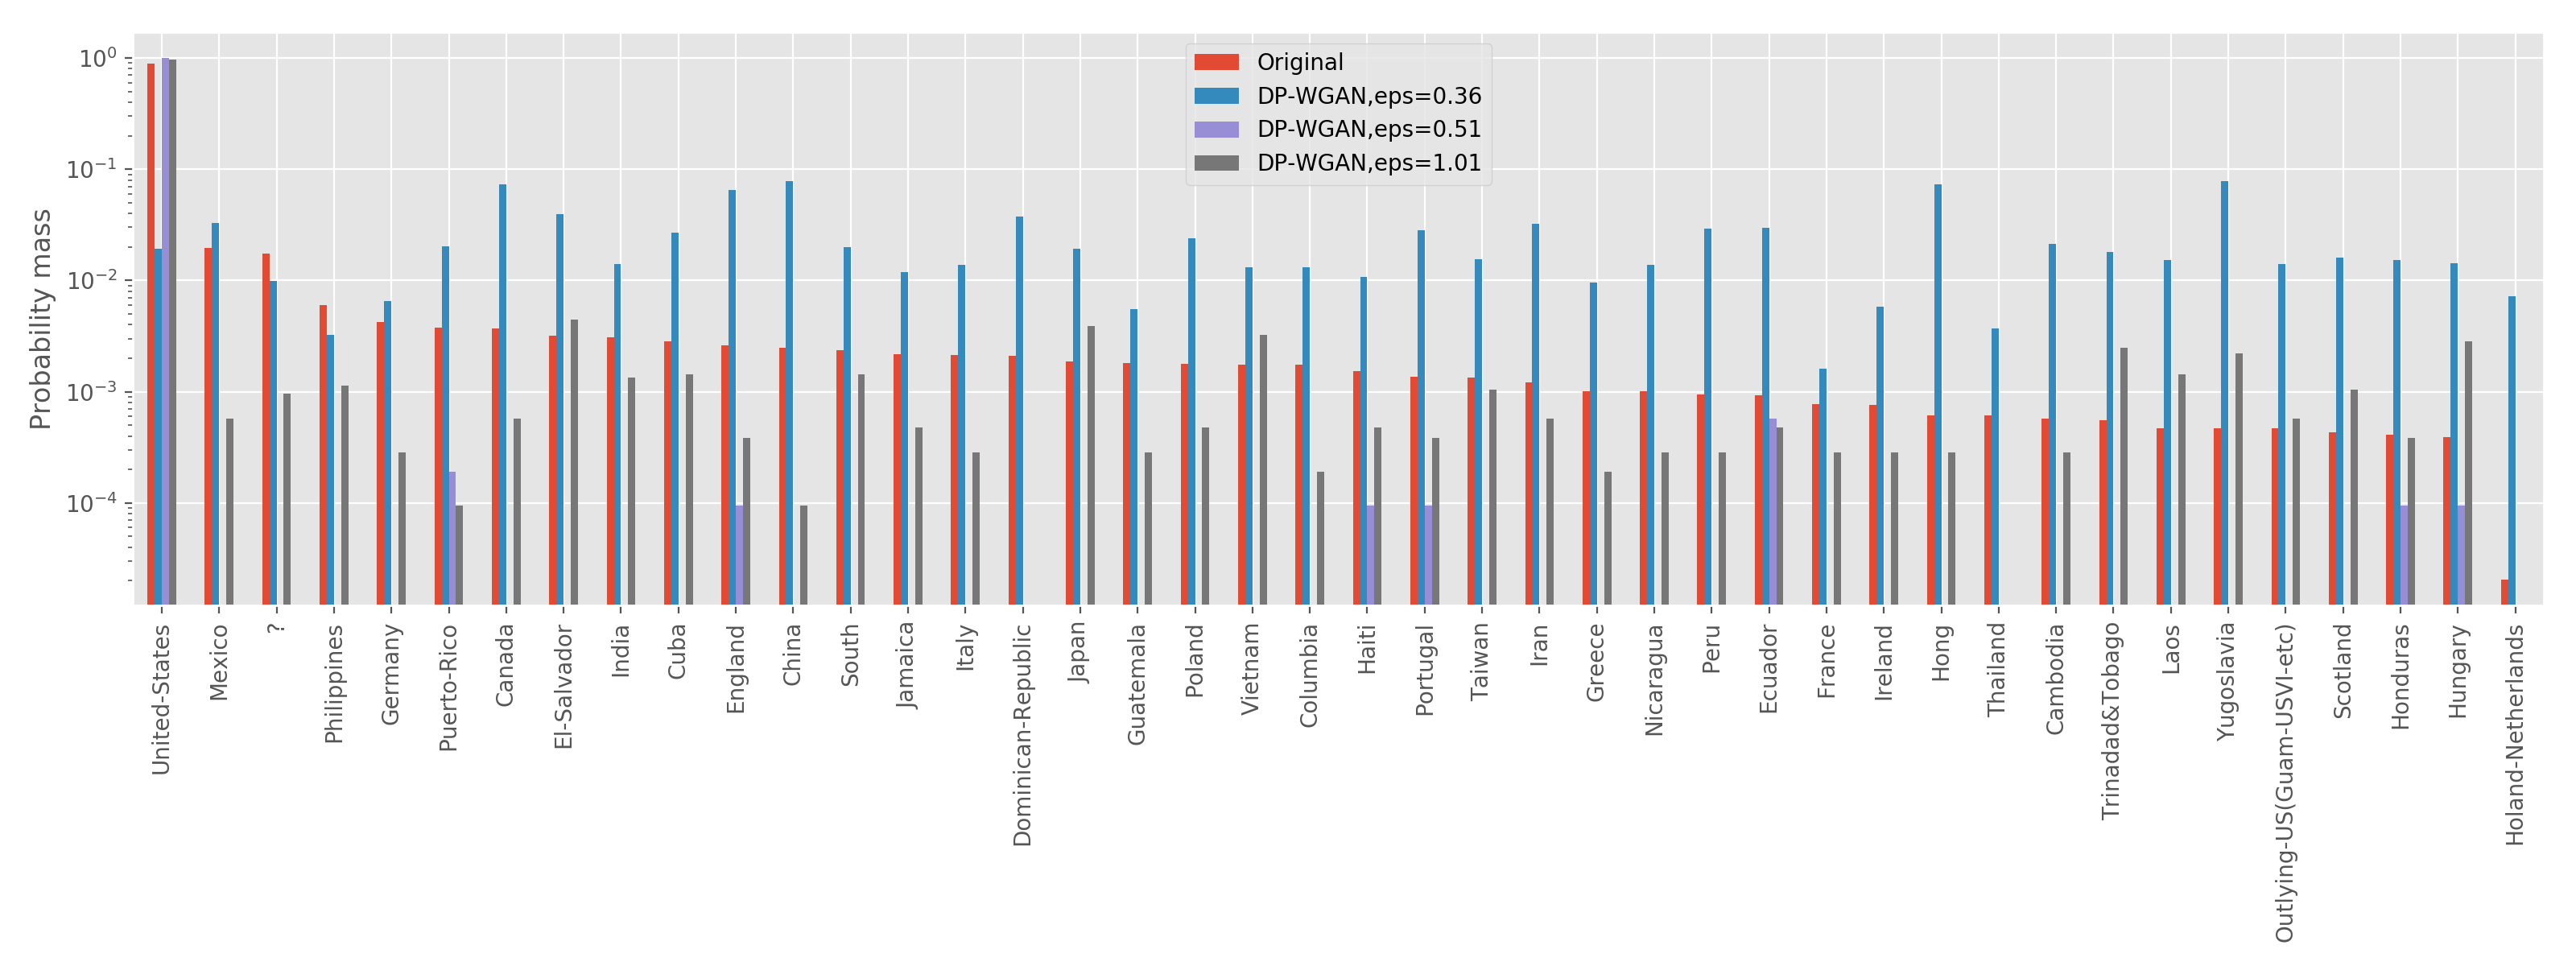 Original
DP-WGAN,eps=0.36
DP-WGAN,eps=0.51
DP-WGAN,eps=1.01
Probability mass
10⁰
10⁻¹
10⁻²
10⁻³
10⁻⁴
United-States
Mexico
?
Philippines
Germany
Puerto-Rico
Canada
El-Salvador
India
Cuba
England
China
South
Jamaica
Italy
Dominican-Republic
Japan
Guatemala
Poland
Vietnam
Columbia
Haiti
Portugal
Taiwan
Iran
Greece
Nicaragua
Peru
Ecuador
France
Ireland
Hong
Thailand
Cambodia
Trinadad&Tobago
Laos
Yugoslavia
Outlying-US(Guam-USVI-etc)
Scotland
Honduras
Hungary
Holand-Netherlands